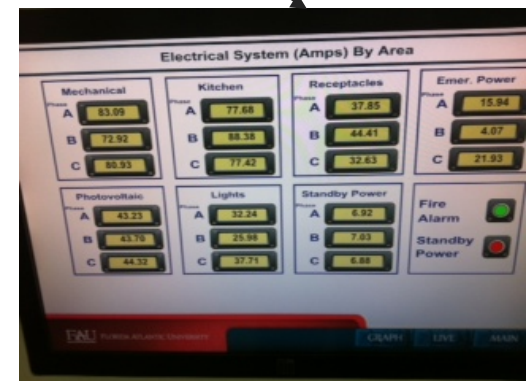 Electrical System (Amps) By Area
Mechanical
Phase
A 83.09
B 72.92
C 80.93
Kitchen
Phase
A 77.68
B 88.38
C 77.42
Receptacles
Phase
A 37.85
B 44.41
C 32.63
Emer. Power
Phase
A 15.94
B 4.07
C 21.93
Photovoltaic
Phase
A 43.23
B 43.70
C 44.32
Lights
Phase
A 32.24
B 25.98
C 37.71
Standby Power
Phase
A 6.92
B 7.03
C 6.88
Fire
Alarm
Standby
Power
FAU FLORIDA ATLANTIC UNIVERSITY
GRAPH LIVE MAIN